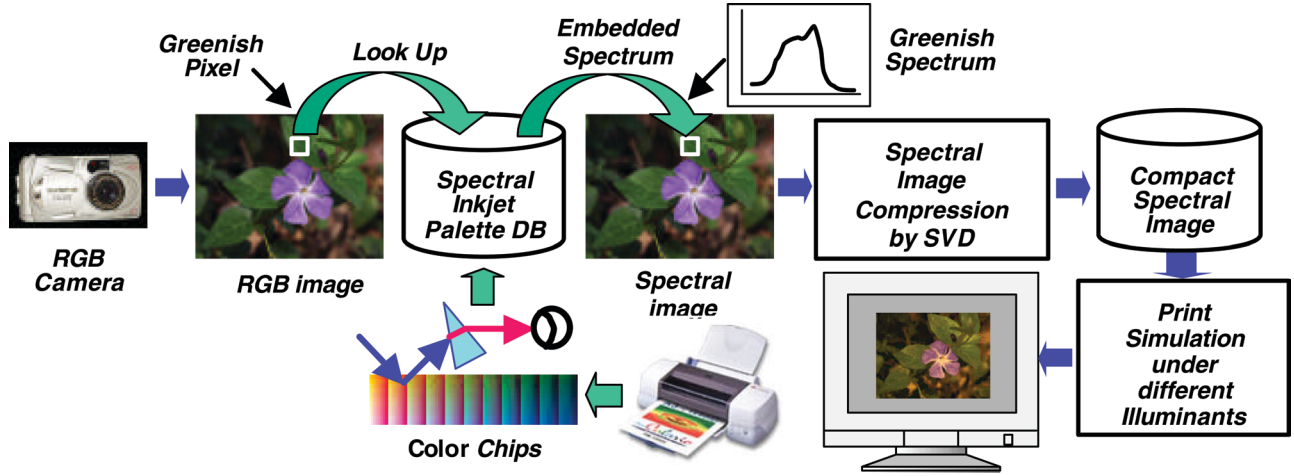 Greenish
Pixel
Look Up
Embedded
Spectrum
Greenish
Spectrum
RGB
Camera
RGB image
Spectral
Inkjet
Palette DB
Spectral
image
Spectral
Image
Compression
by SVD
Compact
Spectral
Image
Color Chips
Print
Simulation
under
different
Illuminants